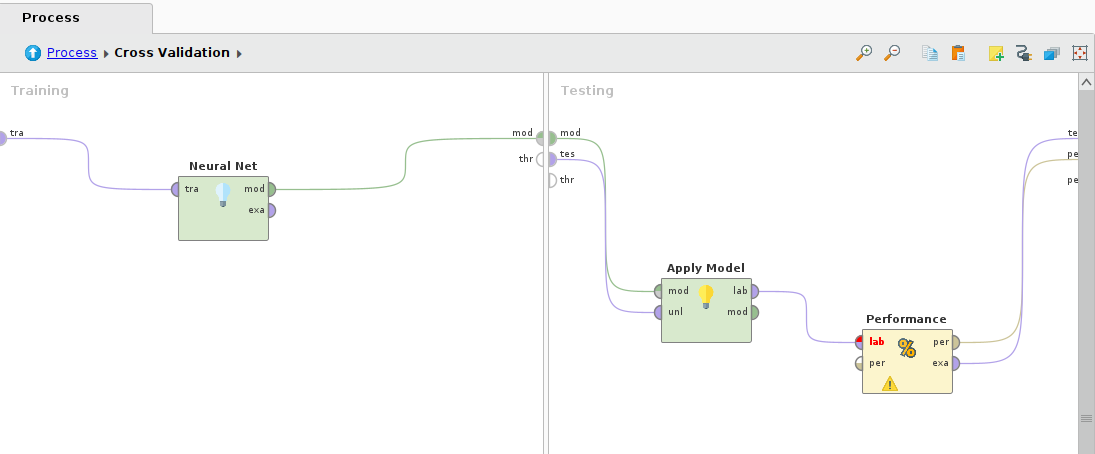 Process
Process Cross Validation
Training
Testing
tra
mod
mod
te
thr
tes
pe
thr
pe
Neural Net
tra
mod
exa
Apply Model
mod
lab
unl
mod
Performance
lab
per
per
exa
%
!